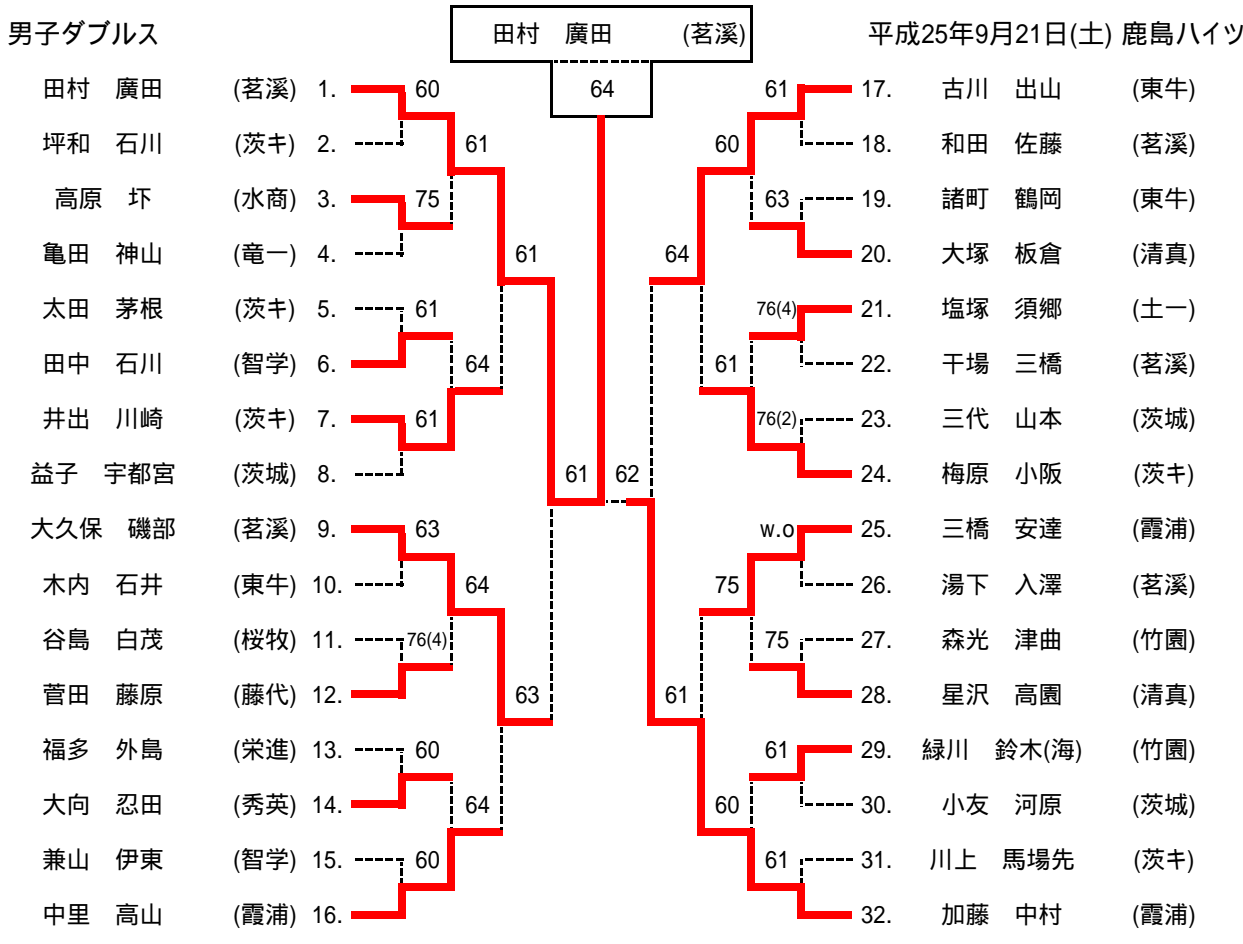 田村 廣田 (茗溪)
男子ダブルス 平成25年9月21日(土) 鹿島ハイツ
64
田村 廣田 (茗溪) 1. 60 61 17. 古川 出山 (東牛)
坪和 石川 (茨キ) 2. 61 60 18. 和田 佐藤 (茗溪)
高原 圷 (水商) 3. 75 63 19. 諸町 鶴岡 (東牛)
亀田 神山 (竜一) 4. 61 64 20. 大塚 板倉 (清真)
太田 茅根 (茨キ) 5. 61 76(4) 21. 塩塚 須郷 (土一)
田中 石川 (智学) 6. 64 61 22. 干場 三橋 (茗溪)
井出 川崎 (茨キ) 7. 61 76(2) 23. 三代 山本 (茨城)
益子 宇都宮 (茨城) 8. 61 62 24. 梅原 小阪 (茨キ)
大久保 磯部 (茗溪) 9. 63 w.o 25. 三橋 安達 (霞浦)
木内 石井 (東牛) 10. 64 75 26. 湯下 入澤 (茗溪)
谷島 白茂 (桜牧) 11. 76(4) 75 27. 森光 津曲 (竹園)
菅田 藤原 (藤代) 12. 63 61 28. 星沢 高園 (清真)
福多 外島 (栄進) 13. 60 61 29. 緑川 鈴木(海) (竹園)
大向 忍田 (秀英) 14. 64 60 30. 小友 河原 (茨城)
兼山 伊東 (智学) 15. 60 61 31. 川上 馬場先 (茨キ)
中里 高山 (霞浦) 16. 32. 加藤 中村 (霞浦)